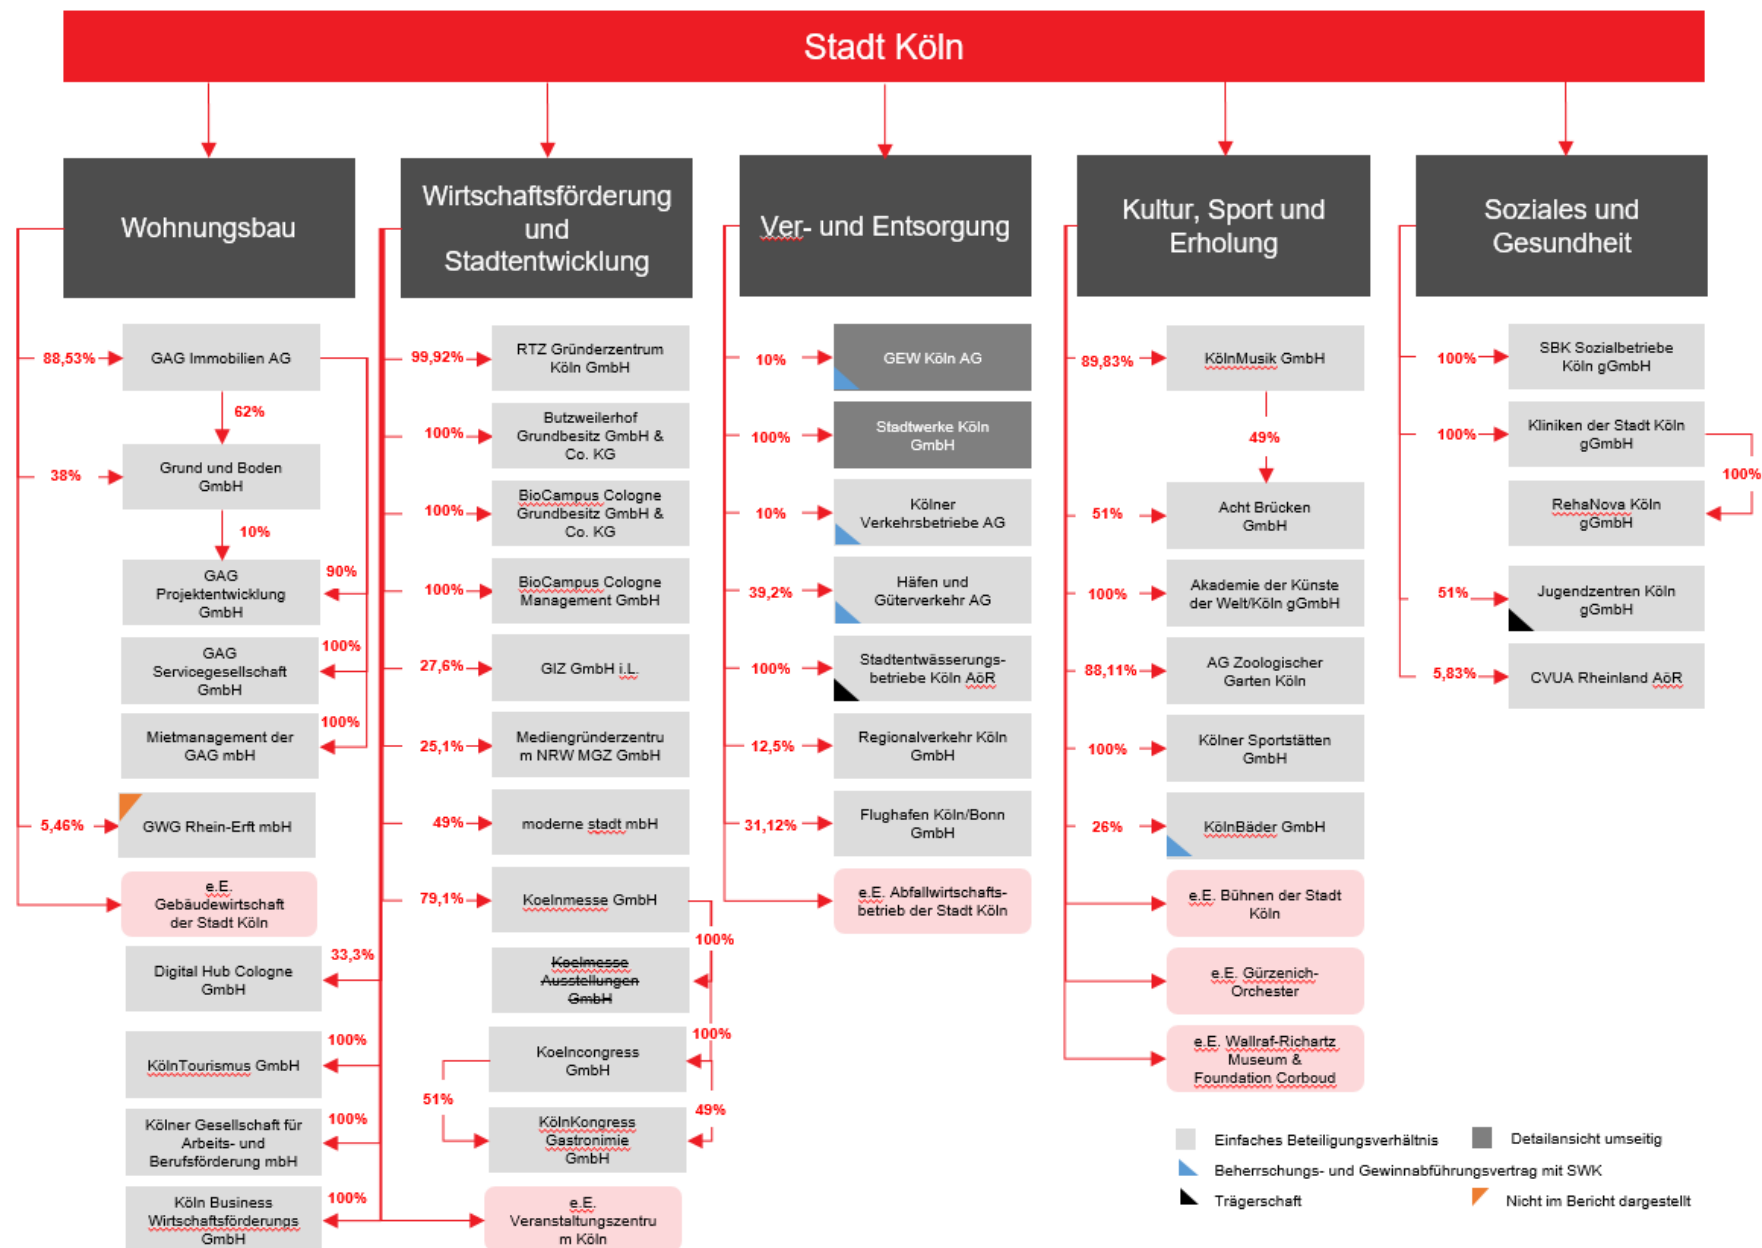 Stadt Köln
Wohnungsbau
88,53%
GAG Immobilien AG
62%
38%
Grund und Boden
GmbH
10%
GAG
Projektentwicklung
GmbH
90%
GAG
Servicegesellschaft
GmbH
100%
Mietmanagement der
GAG mbH
100%
5,46%
GWG Rhein-Erft mbH
e.E.
Gebäudewirtschaft
der Stadt Köln
Wirtschaftsförderung
und
Stadtentwicklung
99,92%
RTZ Gründerzentrum
Köln GmbH
100%
Butzweilerhof
Grundbesitz GmbH &
Co. KG
100%
BioCampus Cologne
Grundbesitz GmbH &
Co. KG
100%
BioCampus Cologne
Management GmbH
27,6%
GIZ GmbH i.L.
25,1%
Mediengründerzentru
m NRW MGZ GmbH
49%
moderne stadt mbH
79,1%
Koelnmesse GmbH
100%
Koelmesse
Ausstellungen
GmbH
100%
Koelncongress
GmbH
51%
49%
KölnKongress
Gastronimie
GmbH
e.E.
Veranstaltungszentru
m Köln
33,3%
Digital Hub Cologne
GmbH
100%
KölnTourismus GmbH
100%
Kölner Gesellschaft für
Arbeits- und
Berufsförderung mbH
100%
Köln Business
Wirtschaftsförderungs
GmbH
Ver- und Entsorgung
10%
GEW Köln AG
100%
Stadtwerke Köln
GmbH
10%
Kölner
Verkehrsbetriebe AG
39,2%
Häfen und
Güterverkehr AG
100%
Stadtentwässerungs-
betriebe Köln AöR
12,5%
Regionalverkehr Köln
GmbH
31,12%
Flughafen Köln/Bonn
GmbH
e.E. Abfallwirtschafts-
betrieb der Stadt Köln
Kultur, Sport und
Erholung
89,83%
KölnMusik GmbH
49%
51%
Acht Brücken
GmbH
100%
Akademie der Künste
der Welt/Köln gGmbH
88,11%
AG Zoologischer
Garten Köln
100%
Kölner Sportstätten
GmbH
26%
KölnBäder GmbH
e.E. Bühnen der Stadt
Köln
e.E. Gürzenich-
Orchester
e.E. Wallraf-Richartz
Museum &
Foundation Corboud
Soziales und
Gesundheit
100%
SBK Sozialbetriebe
Köln gGmbH
100%
Kliniken der Stadt Köln
gGmbH
100%
RehaNova Köln
gGmbH
51%
Jugendzentren Köln
gGmbH
5,83%
CVUA Rheinland AöR
Einfaches Beteiligungsverhältnis
Detailansicht umseitig
Beherrschungs- und Gewinnabführungsvertrag mit SWK
Trägerschaft
Nicht im Bericht dargestellt